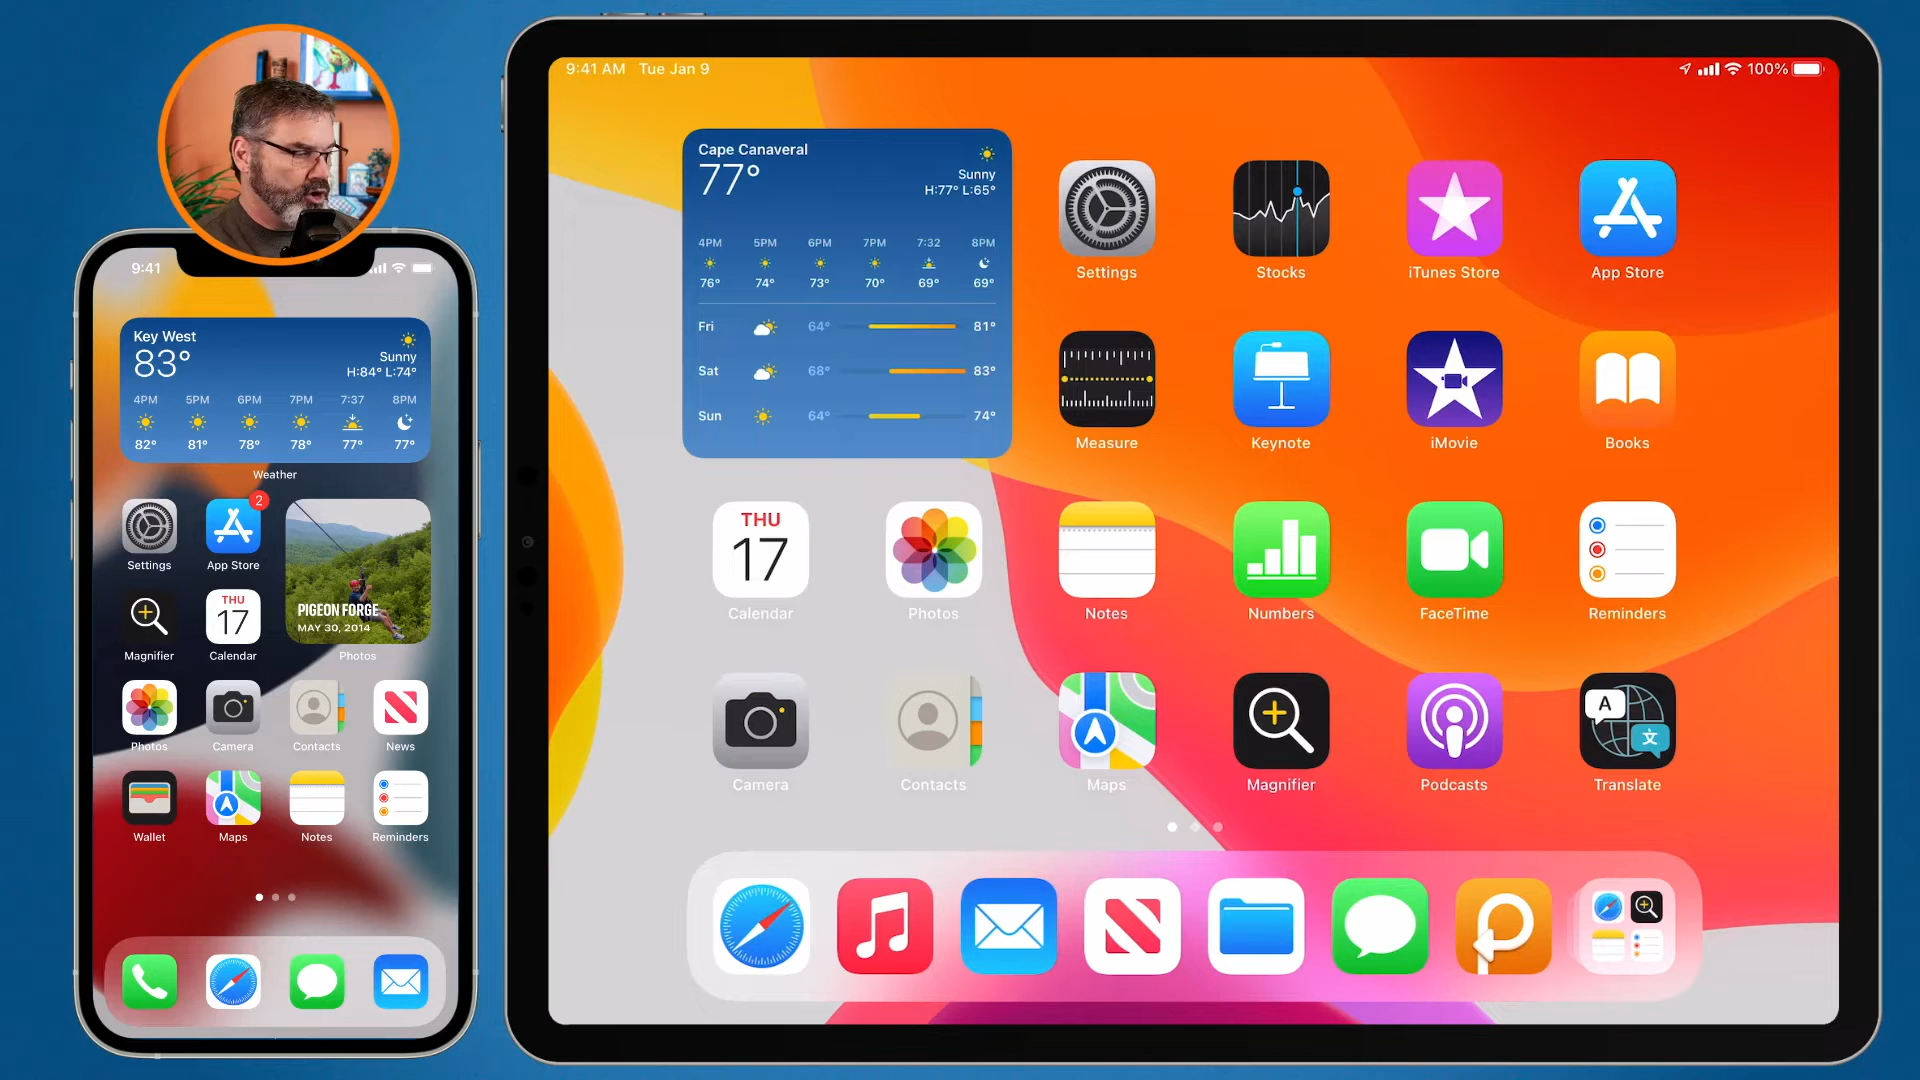 9:41
Key West
83°
Sunny
H:84° L:74°
4PM 5PM 6PM 7PM 7:37 8PM
82° 81° 78° 78° 77° 77°
Weather
2
Settings App Store
PIGEON FORGE
MAY 30, 2014
Photos
THU
17
Magnifier Calendar
Photos Camera Contacts News
Wallet Maps Notes Reminders
9:41 AM Tue Jan 9
100%
Cape Canaveral
77°
Sunny
H:77° L:65°
4PM 5PM 6PM 7PM 7:32 8PM
76° 74° 73° 70° 69° 69°
Fri 64° 81°
Sat 68° 83°
Sun 64° 74°
Settings Stocks iTunes Store App Store
Measure Keynote iMovie Books
THU
17
Calendar Photos Notes Numbers FaceTime Reminders
A
文
Camera Contacts Maps Magnifier Podcasts Translate